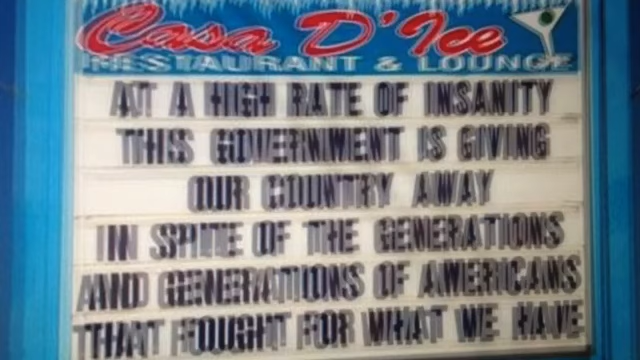 Casa D'Ice
RESTAURANT & LOUNGE
AT A HIGH RATE OF INSANITY
THIS GOVERNMENT IS GIVING
OUR COUNTRY AWAY
IN SPITE OF THE GENERATIONS
AND GENERATIONS OF AMERICANS
THAT FOUGHT FOR WHAT WE HAVE